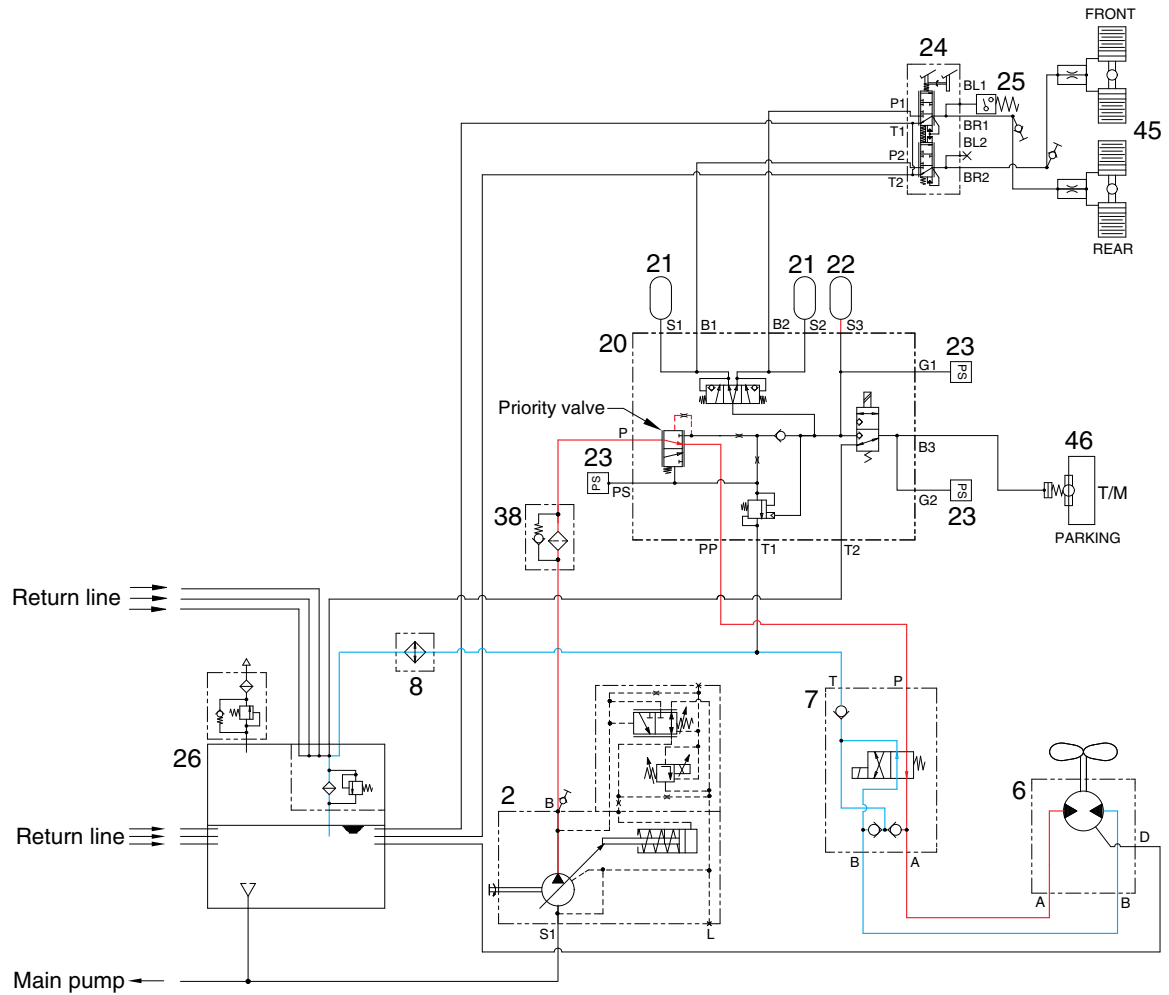 FRONT
24
BL1
25
P1
T1
BR1
BL2
P2
T2
BR2
45
REAR
21
21
22
S1
B1
B2
S2
S3
20
G1
23
PS
Priority valve
P
B3
46
23
PS
PS
G2
PS
23
T/M
PARKING
38
PP
T1
T2
Return line
8
T
P
7
26
2
B
6
D
Return line
B
A
A
B
S1
L
Main pump